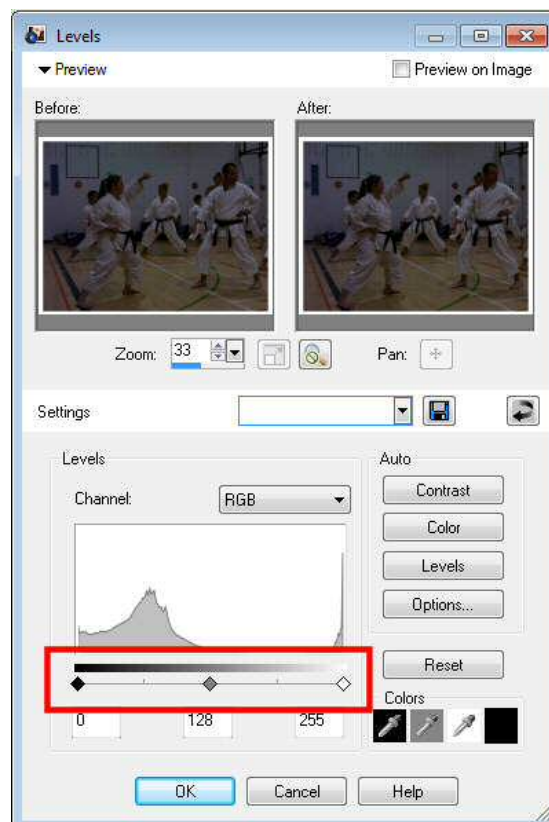 Levels
Preview
Preview on Image
Before:
After:
Zoom: 33
Pan:
Settings
Levels
Auto
Channel: RGB
Contrast
Color
Levels
Options...
Reset
Colors
0 128 255
OK Cancel Help